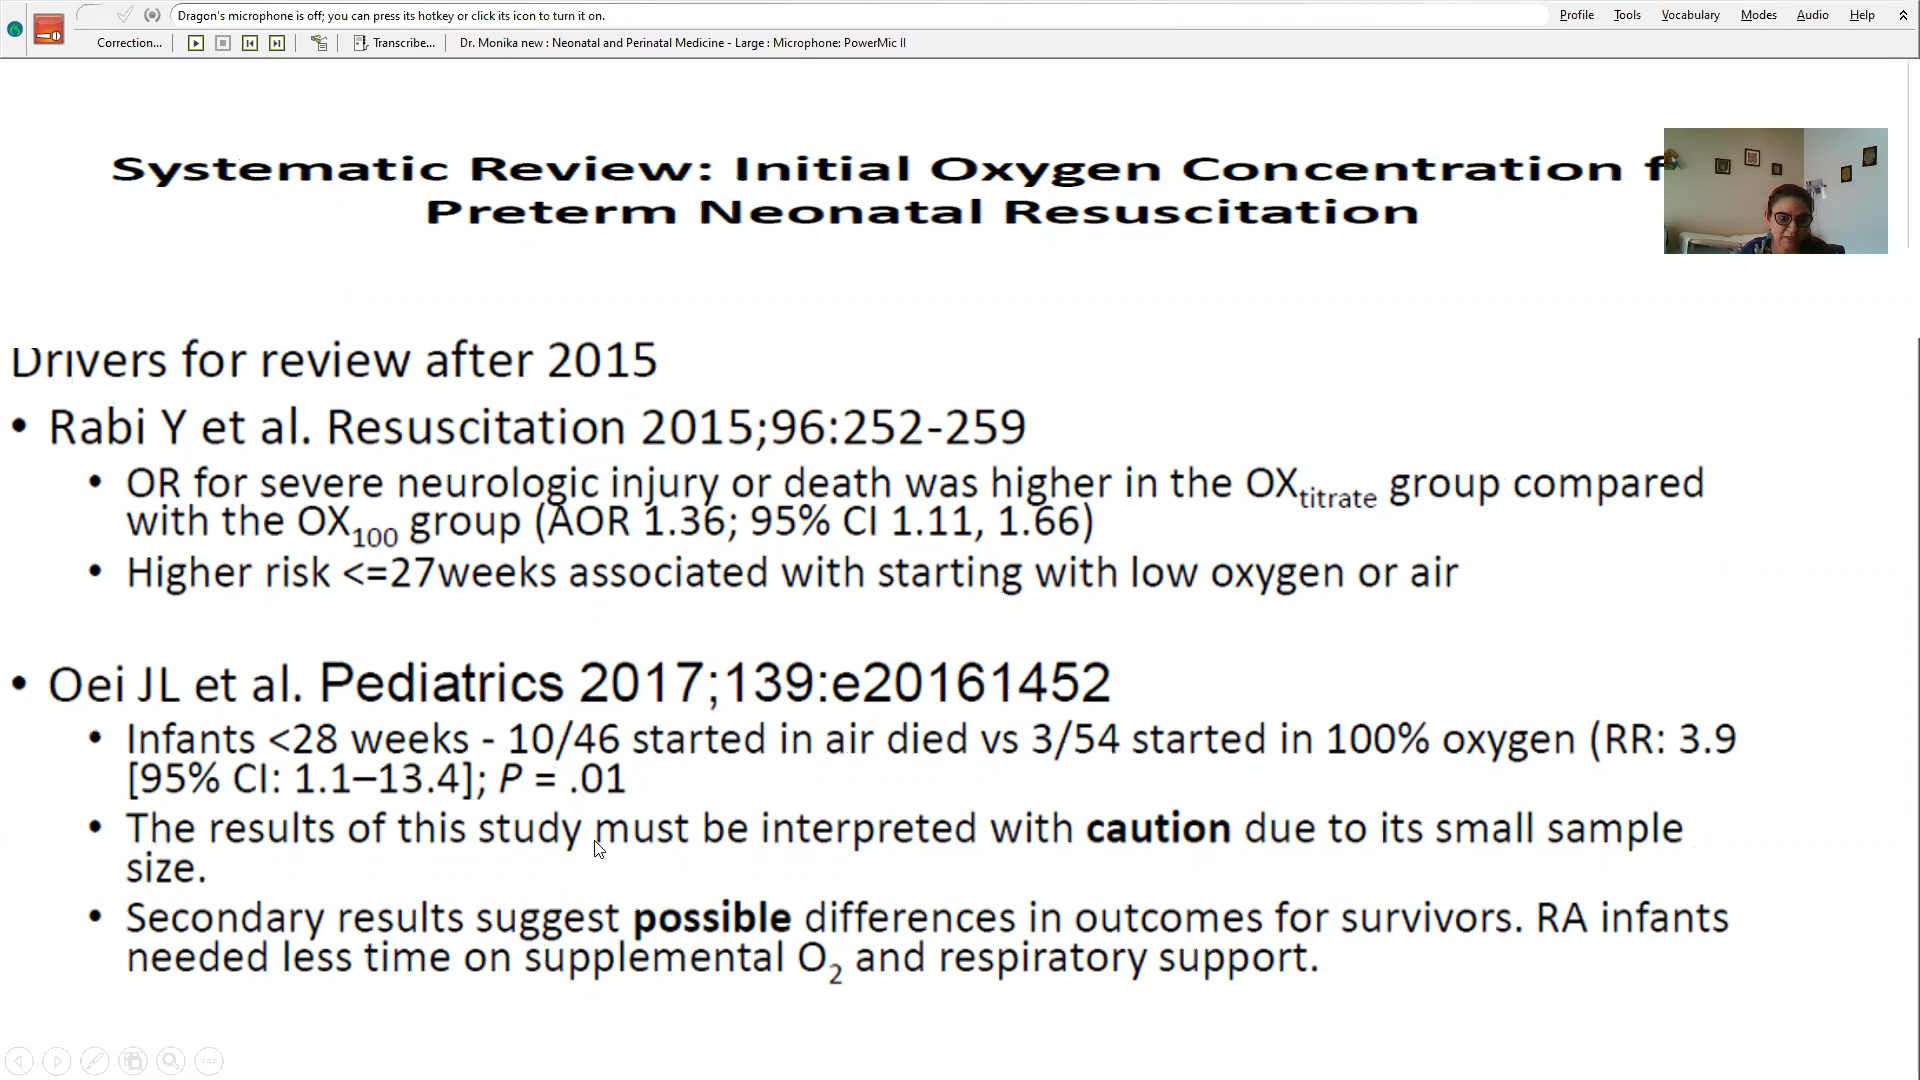 Dragon's microphone is off; you can press its hotkey or click its icon to turn it on.
Profile Tools Vocabulary Modes Audio Help
Correction... Transcribe... Dr. Monika new : Neonatal and Perinatal Medicine - Large : Microphone: PowerMic II
Systematic Review: Initial Oxygen Concentration f
Preterm Neonatal Resuscitation
Drivers for review after 2015
• Rabi Y et al. Resuscitation 2015;96:252-259
• OR for severe neurologic injury or death was higher in the OXtitrate group compared
with the OX100 group (AOR 1.36; 95% CI 1.11, 1.66)
• Higher risk <=27weeks associated with starting with low oxygen or air
• Oei JL et al. Pediatrics 2017;139:e20161452
• Infants <28 weeks - 10/46 started in air died vs 3/54 started in 100% oxygen (RR: 3.9
[95% CI: 1.1–13.4]; P = .01
• The results of this study must be interpreted with caution due to its small sample
size.
• Secondary results suggest possible differences in outcomes for survivors. RA infants
needed less time on supplemental O2 and respiratory support.